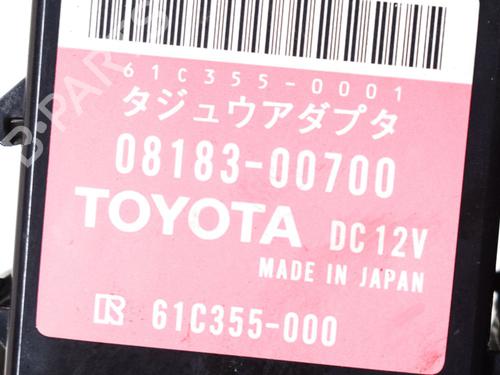 61C355-0001
タジュウアダプタ
08183-00700
TOYOTA DC12V
MADE IN JAPAN
R 61C355-000
B-PARTS